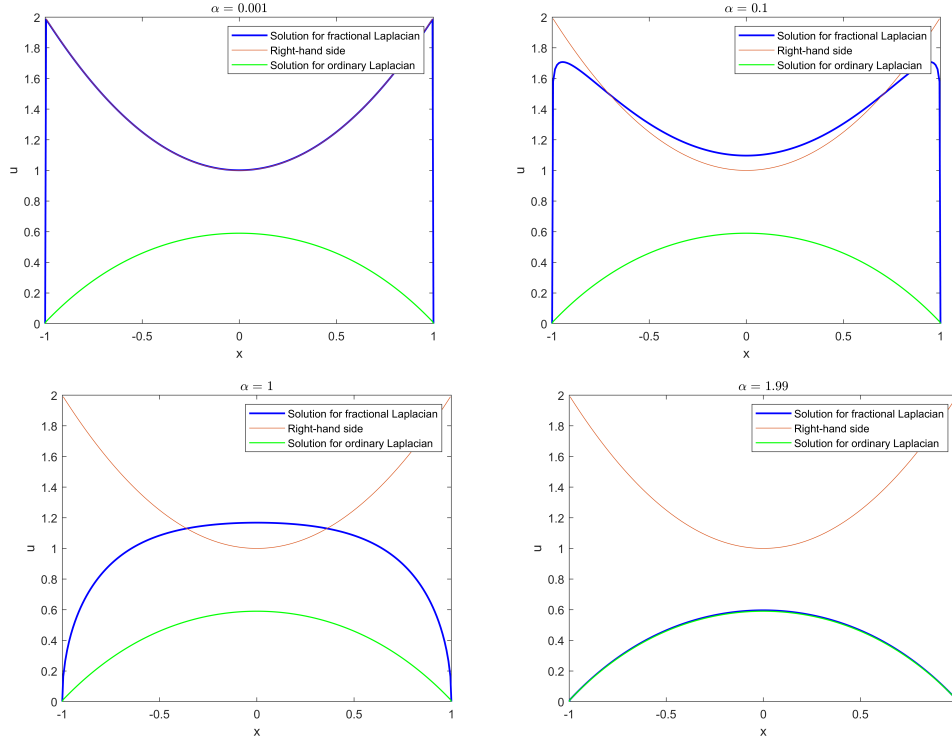 α = 0.001
Solution for fractional Laplacian
Right-hand side
Solution for ordinary Laplacian
2
1.8
1.6
1.4
1.2
1
0.8
0.6
0.4
0.2
0
u
-1 -0.5 0 0.5 1
x
α = 0.1
Solution for fractional Laplacian
Right-hand side
Solution for ordinary Laplacian
2
1.8
1.6
1.4
1.2
1
0.8
0.6
0.4
0.2
0
u
-1 -0.5 0 0.5 1
x
α = 1
Solution for fractional Laplacian
Right-hand side
Solution for ordinary Laplacian
2
1.8
1.6
1.4
1.2
1
0.8
0.6
0.4
0.2
0
u
-1 -0.5 0 0.5 1
x
α = 1.99
Solution for fractional Laplacian
Right-hand side
Solution for ordinary Laplacian
2
1.8
1.6
1.4
1.2
1
0.8
0.6
0.4
0.2
0
u
-1 -0.5 0 0.5
x